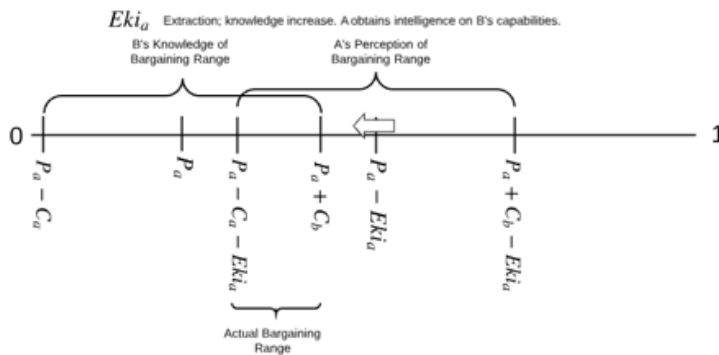 Eki_a Extraction; knowledge increase. A obtains intelligence on B's capabilities.
B's Knowledge of
Bargaining Range
A's Perception of
Bargaining Range
0
1
P_a − C_a
P_a
P_a − C_a − Eki_a
P_a + C_b
P_a − Eki_a
P_a + C_b − Eki_a
Actual Bargaining
Range